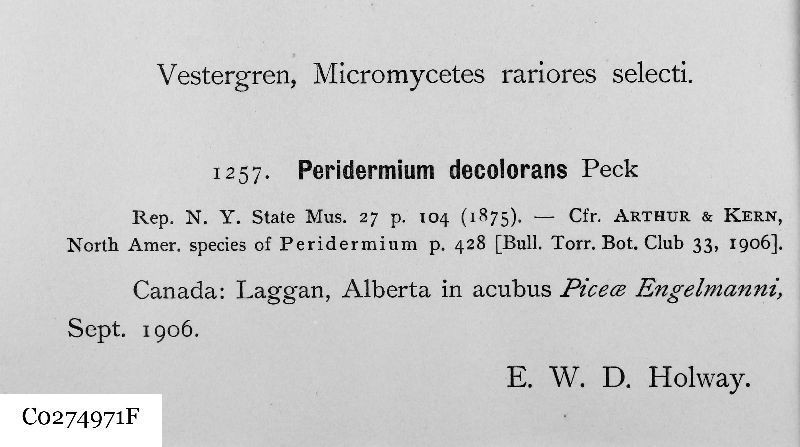 Vestergren, Micromycetes rariores selecti.
1257. Peridermium decolorans Peck
Rep. N. Y. State Mus. 27 p. 104 (1875). — Cfr. ARTHUR & KERN,
North Amer. species of Peridermium p. 428 [Bull. Torr. Bot. Club 33, 1906].
Canada: Laggan, Alberta in acubus Piceæ Engelmanni,
Sept. 1906.
E. W. D. Holway.
C0274971F